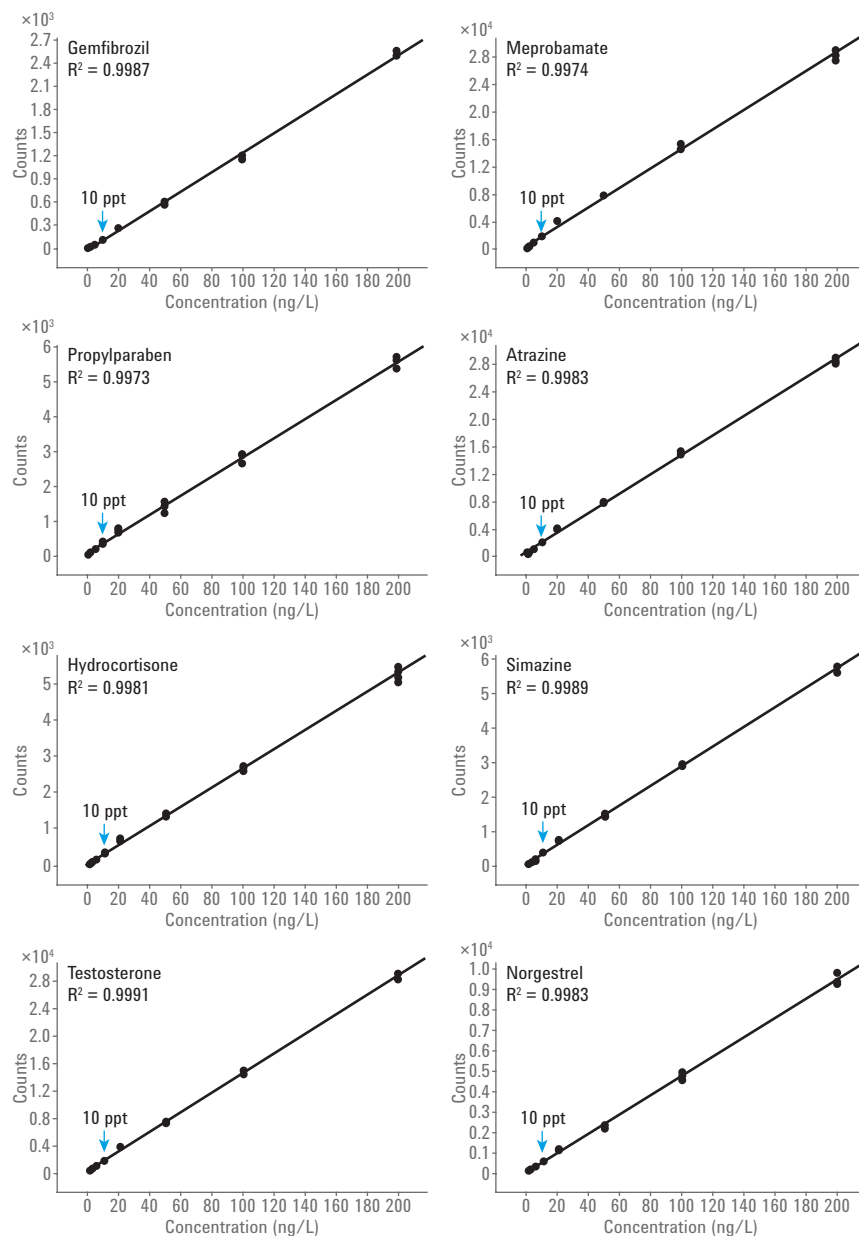 ×10³
Gemfibrozil
R² = 0.9987
2.7
2.4
2.1
1.8
1.5
1.2
0.9
0.6
0.3
0
Counts
10 ppt
0 20 40 60 80 100 120 140 160 180 200
Concentration (ng/L)
×10⁴
Meprobamate
R² = 0.9974
2.8
2.4
2.0
1.6
1.2
0.8
0.4
0
Counts
10 ppt
0 20 40 60 80 100 120 140 160 180 200
Concentration (ng/L)
×10³
Propylparaben
R² = 0.9973
6
5
4
3
2
1
0
Counts
10 ppt
0 20 40 60 80 100 120 140 160 180 200
Concentration (ng/L)
×10⁴
Atrazine
R² = 0.9983
2.8
2.4
2.0
1.6
1.2
0.8
0.4
0
Counts
10 ppt
0 20 40 60 80 100 120 140 160 180 200
Concentration (ng/L)
×10³
Hydrocortisone
R² = 0.9981
5
4
3
2
1
0
Counts
10 ppt
0 20 40 60 80 100 120 140 160 180 200
Concentration (ng/L)
×10³
Simazine
R² = 0.9989
6
5
4
3
2
1
0
Counts
10 ppt
0 20 40 60 80 100 120 140 160 180 200
Concentration (ng/L)
×10⁴
Testosterone
R² = 0.9991
2.8
2.4
2.0
1.6
1.2
0.8
0.4
0
Counts
10 ppt
0 20 40 60 80 100 120 140 160 180 200
Concentration (ng/L)
×10⁴
Norgestrel
R² = 0.9983
1.0
0.9
0.8
0.7
0.6
0.5
0.4
0.3
0.2
0.1
0
Counts
10 ppt
0 20 40 60 80 100 120 140 160 180 200
Concentration (ng/L)